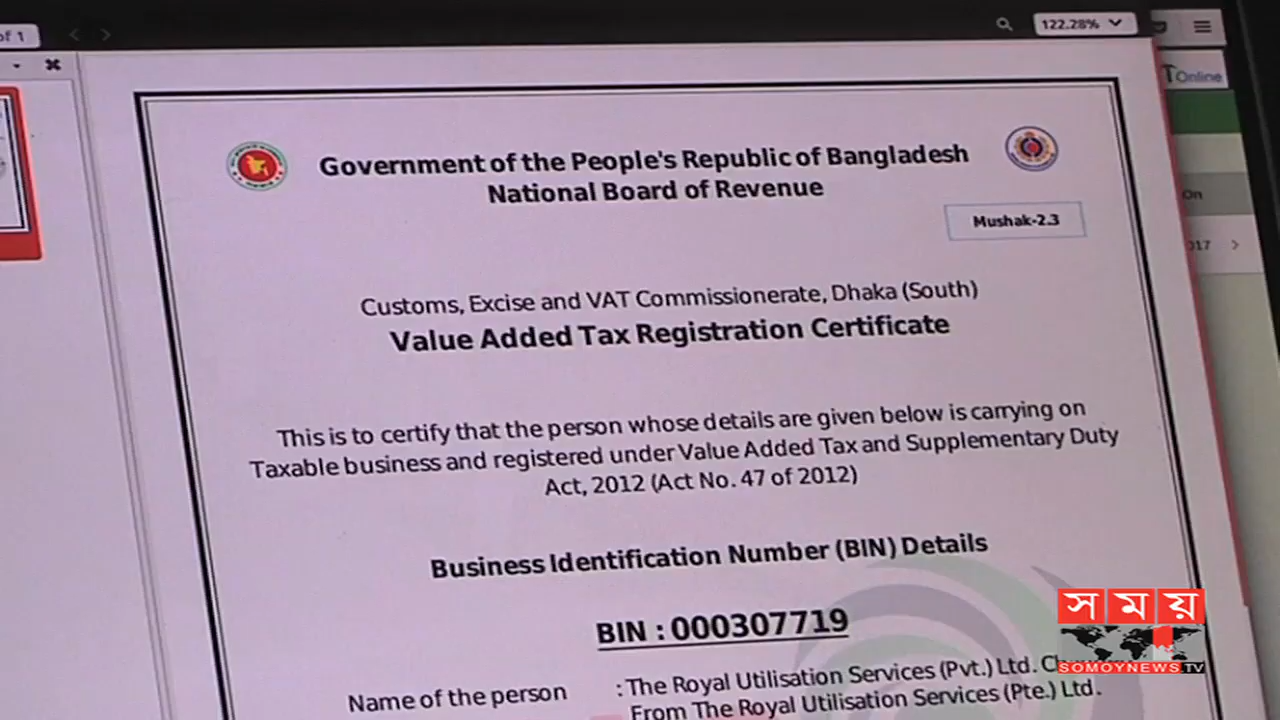 of 1
122.28%
TOnline
Government of the People's Republic of Bangladesh
National Board of Revenue
On
Mushak-2.3
017
Customs, Excise and VAT Commissionerate, Dhaka (South)
Value Added Tax Registration Certificate
This is to certify that the person whose details are given below is carrying on
Taxable business and registered under Value Added Tax and Supplementary Duty
Act, 2012 (Act No. 47 of 2012)
Business Identification Number (BIN) Details
BIN : 000307719
সময়
SOMOYNEWS.TV
Name of the person : The Royal Utilisation Services (Pvt.) Ltd.
From The Royal Utilisation Services (Pte.) Ltd.